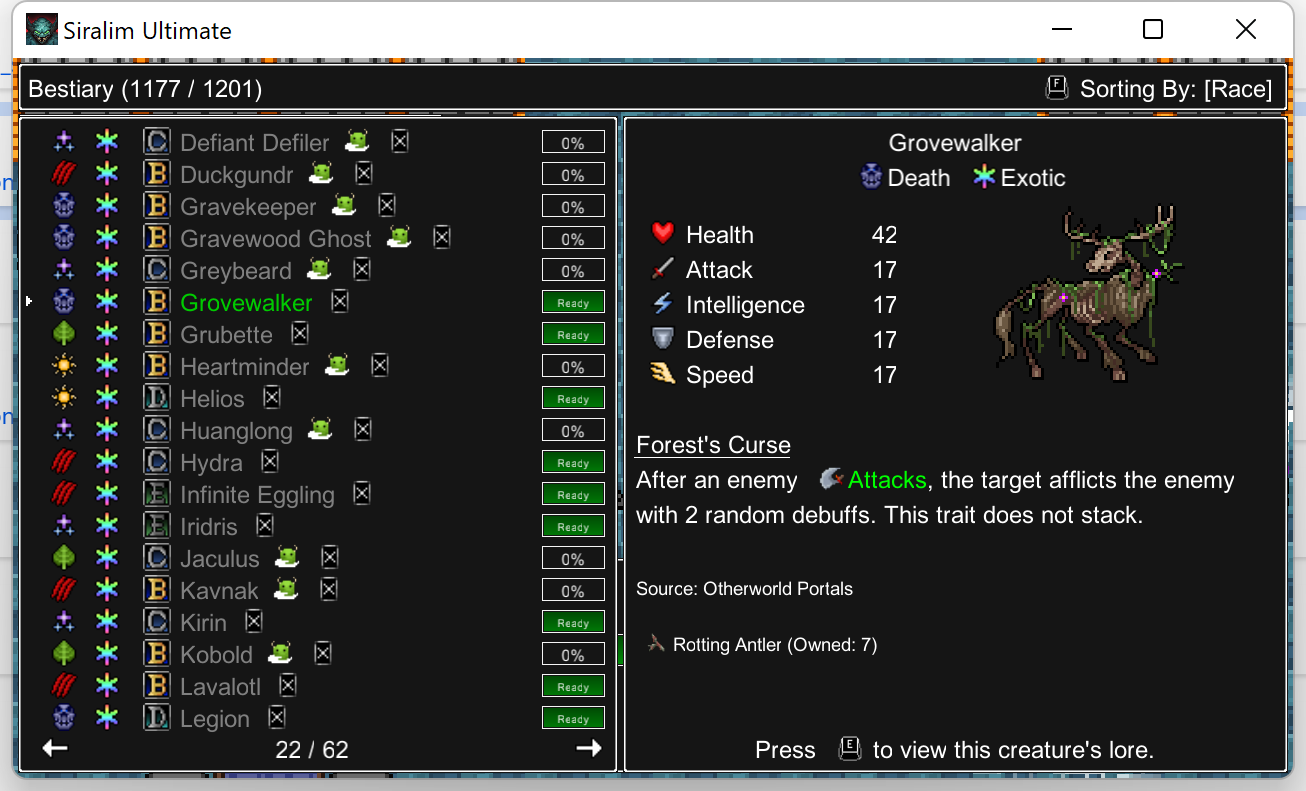 Siralim Ultimate
Bestiary (1177 / 1201)
F Sorting By: [Race]
C Defiant Defiler 0%
B Duckgundr 0%
B Gravekeeper 0%
B Gravewood Ghost 0%
C Greybeard 0%
B Grovewalker Ready
B Grubette Ready
B Heartminder 0%
D Helios Ready
C Huanglong 0%
C Hydra Ready
E Infinite Eggling Ready
E Iridris Ready
C Jaculus 0%
B Kavnak 0%
C Kirin Ready
B Kobold 0%
B Lavalotl Ready
D Legion Ready
22 / 62
Grovewalker
Death Exotic
Health 42
Attack 17
Intelligence 17
Defense 17
Speed 17
Forest's Curse
After an enemy Attacks, the target afflicts the enemy
with 2 random debuffs. This trait does not stack.
Source: Otherworld Portals
Rotting Antler (Owned: 7)
Press E to view this creature's lore.